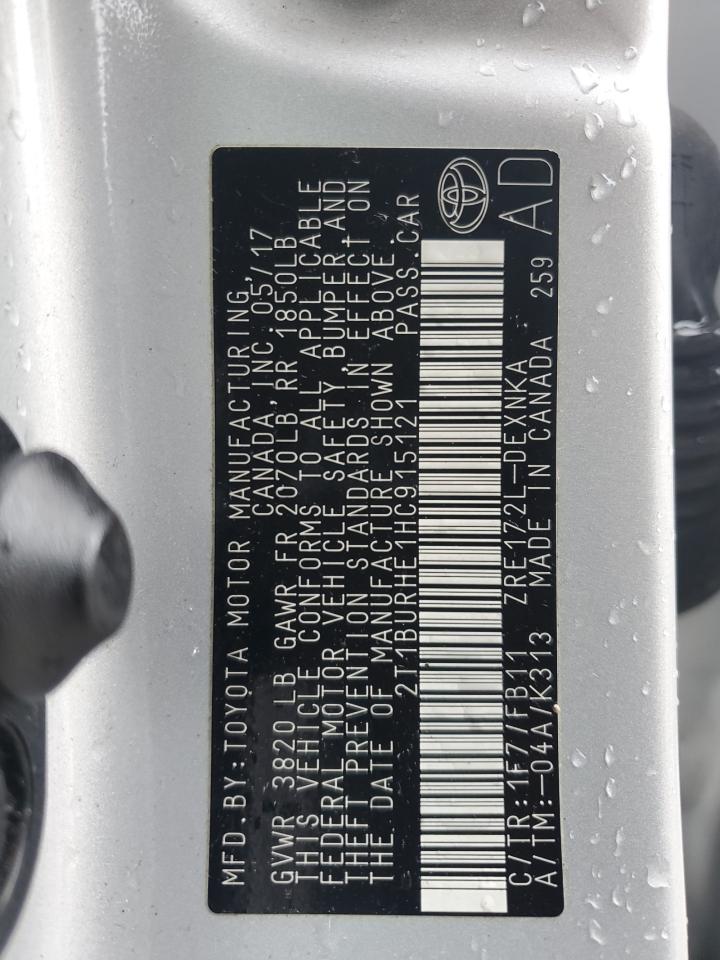 MFD.BY:TOYOTA MOTOR MANUFACTURING,
CANADA,INC.05/17
GVWR 3820 LB GAWR FR 2070LB,RR 1850LB
THIS VEHICLE CONFORMS TO ALL APPLICABLE
FEDERAL MOTOR VEHICLE SAFETY,BUMPER,AND
THEFT PREVENTION STANDARDS IN EFFECT ON
THE DATE OF MANUFACTURE SHOWN ABOVE.
2T1BURHE1HC915121 PASS.CAR
C/TR:1F7/FB11 ZRE172L-DEXNKA
A/TM:-04A/K313 MADE IN CANADA 259 AD